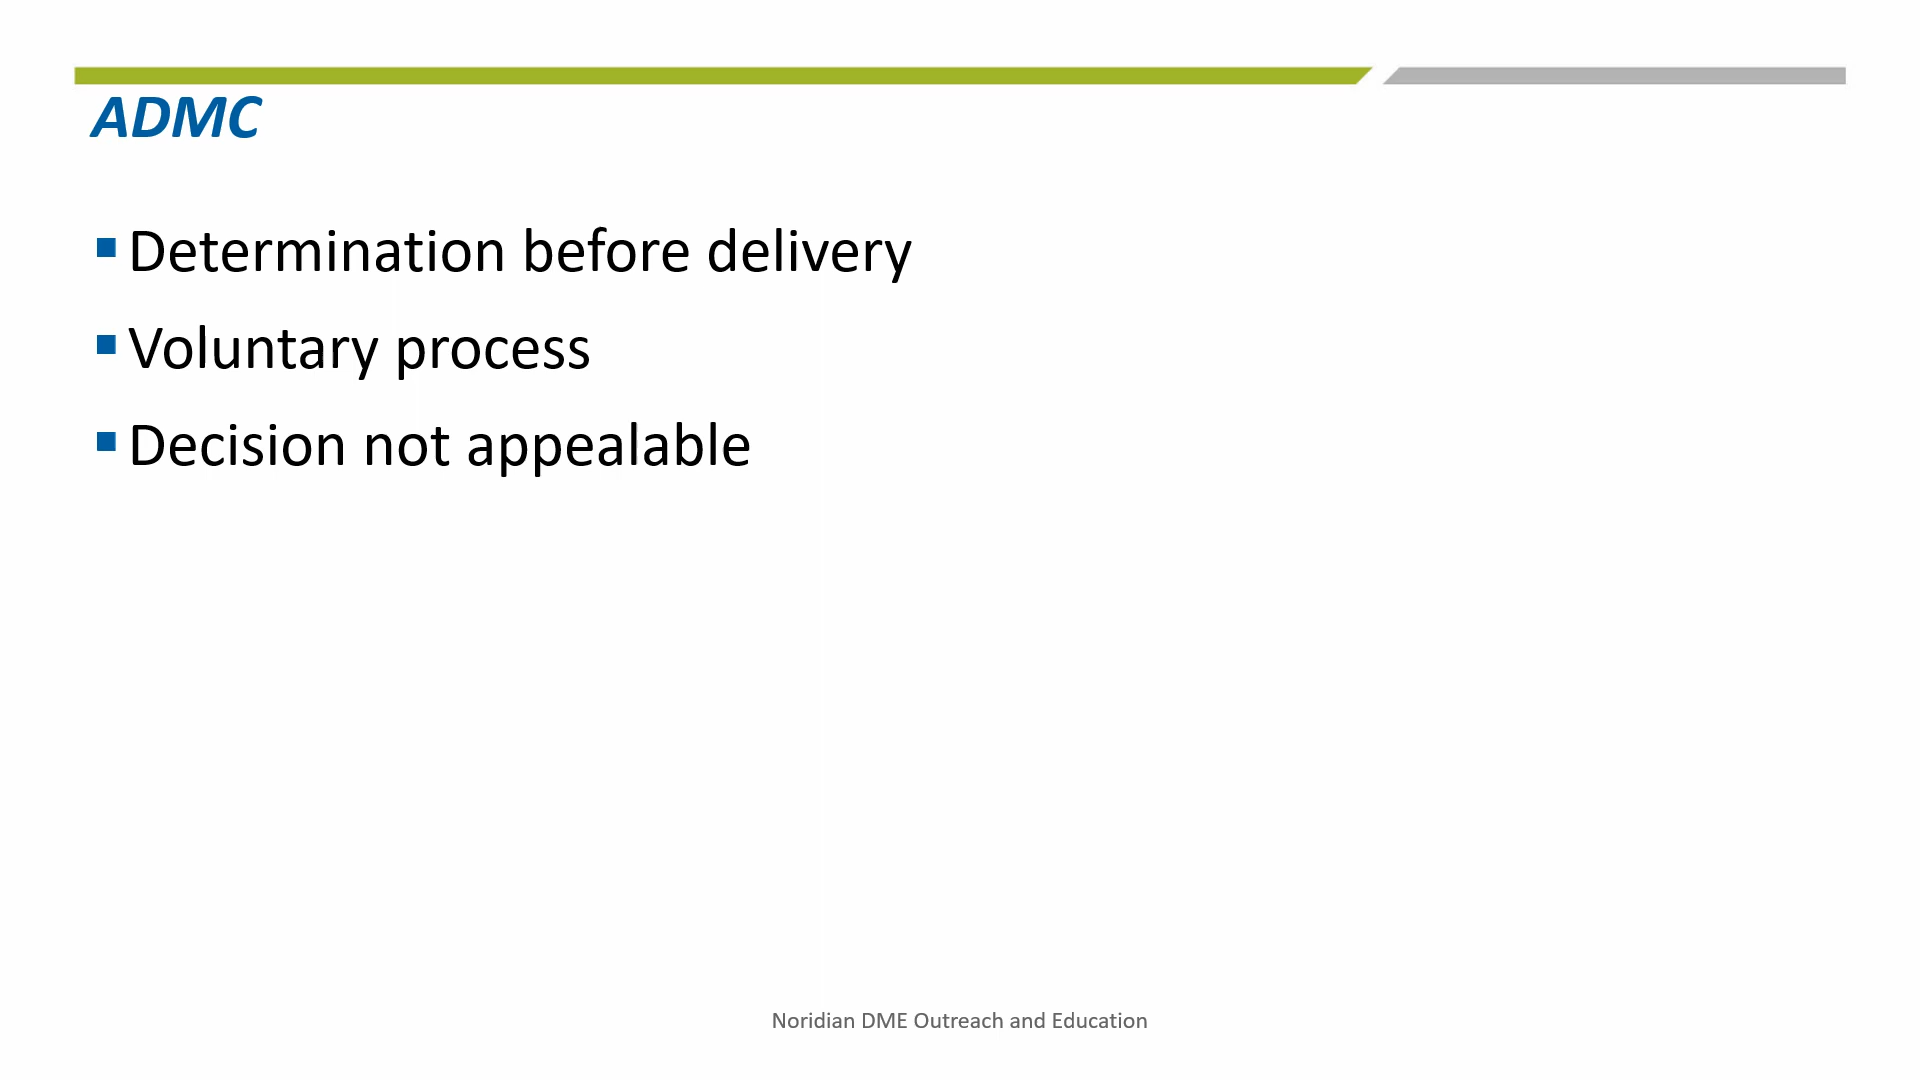 ADMC
▪ Determination before delivery
▪ Voluntary process
▪ Decision not appealable
Noridian DME Outreach and Education